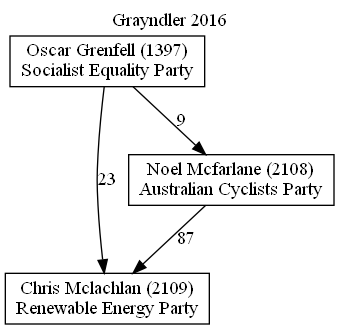 Grayndler 2016
Oscar Grenfell (1397)
Socialist Equality Party
9
23
Noel Mcfarlane (2108)
Australian Cyclists Party
87
Chris Mclachlan (2109)
Renewable Energy Party